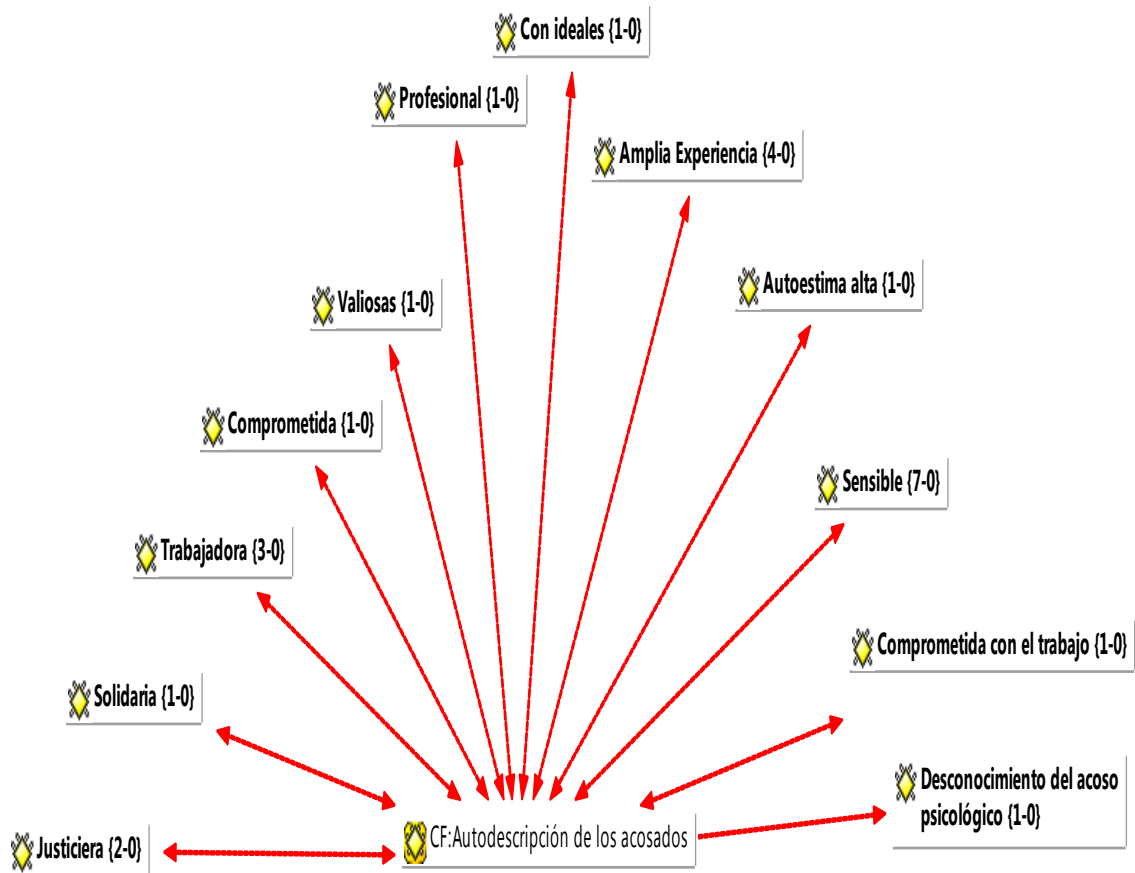 Con ideales {1-0}
Profesional {1-0}
Amplia Experiencia {4-0}
Autoestima alta {1-0}
Valiosas {1-0}
Comprometida {1-0}
Sensible {7-0}
Trabajadora {3-0}
Comprometida con el trabajo {1-0}
Solidaria {1-0}
Desconocimiento del acoso
psicológico {1-0}
CF:Autodescripción de los acosados
Justiciera {2-0}